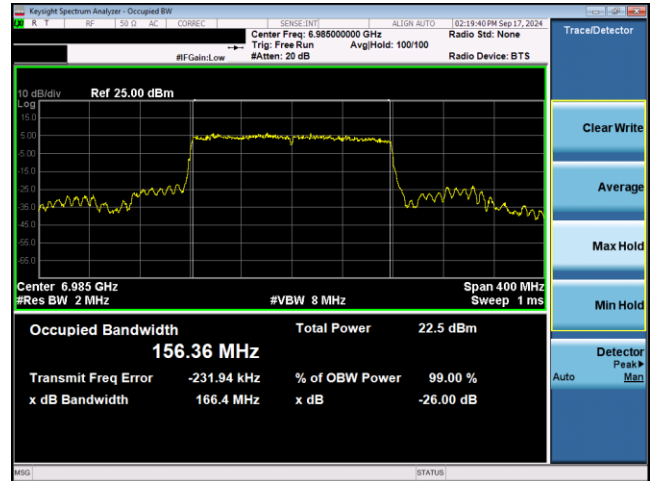 Keysight Spectrum Analyzer - Occupied BW
R T RF 50 Ω AC CORREC SENSE:INT ALIGN AUTO 02:19:40 PM Sep 17, 2024
Center Freq: 6.985000000 GHz Radio Std: None
Trig: Free Run Avg|Hold: 100/100
#IFGain:Low #Atten: 20 dB Radio Device: BTS
Trace/Detector
10 dB/div Ref 25.00 dBm
Log
15.0
5.00
-5.00
-15.0
-25.0
-35.0
-45.0
-55.0
-65.0
Center 6.985 GHz Span 400 MHz
#Res BW 2 MHz #VBW 8 MHz Sweep 1 ms
Occupied Bandwidth Total Power 22.5 dBm
156.36 MHz
Transmit Freq Error -231.94 kHz % of OBW Power 99.00 %
x dB Bandwidth 166.4 MHz x dB -26.00 dB
Clear Write
Average
Max Hold
Min Hold
Detector
Peak▶
Auto Man
MSG STATUS